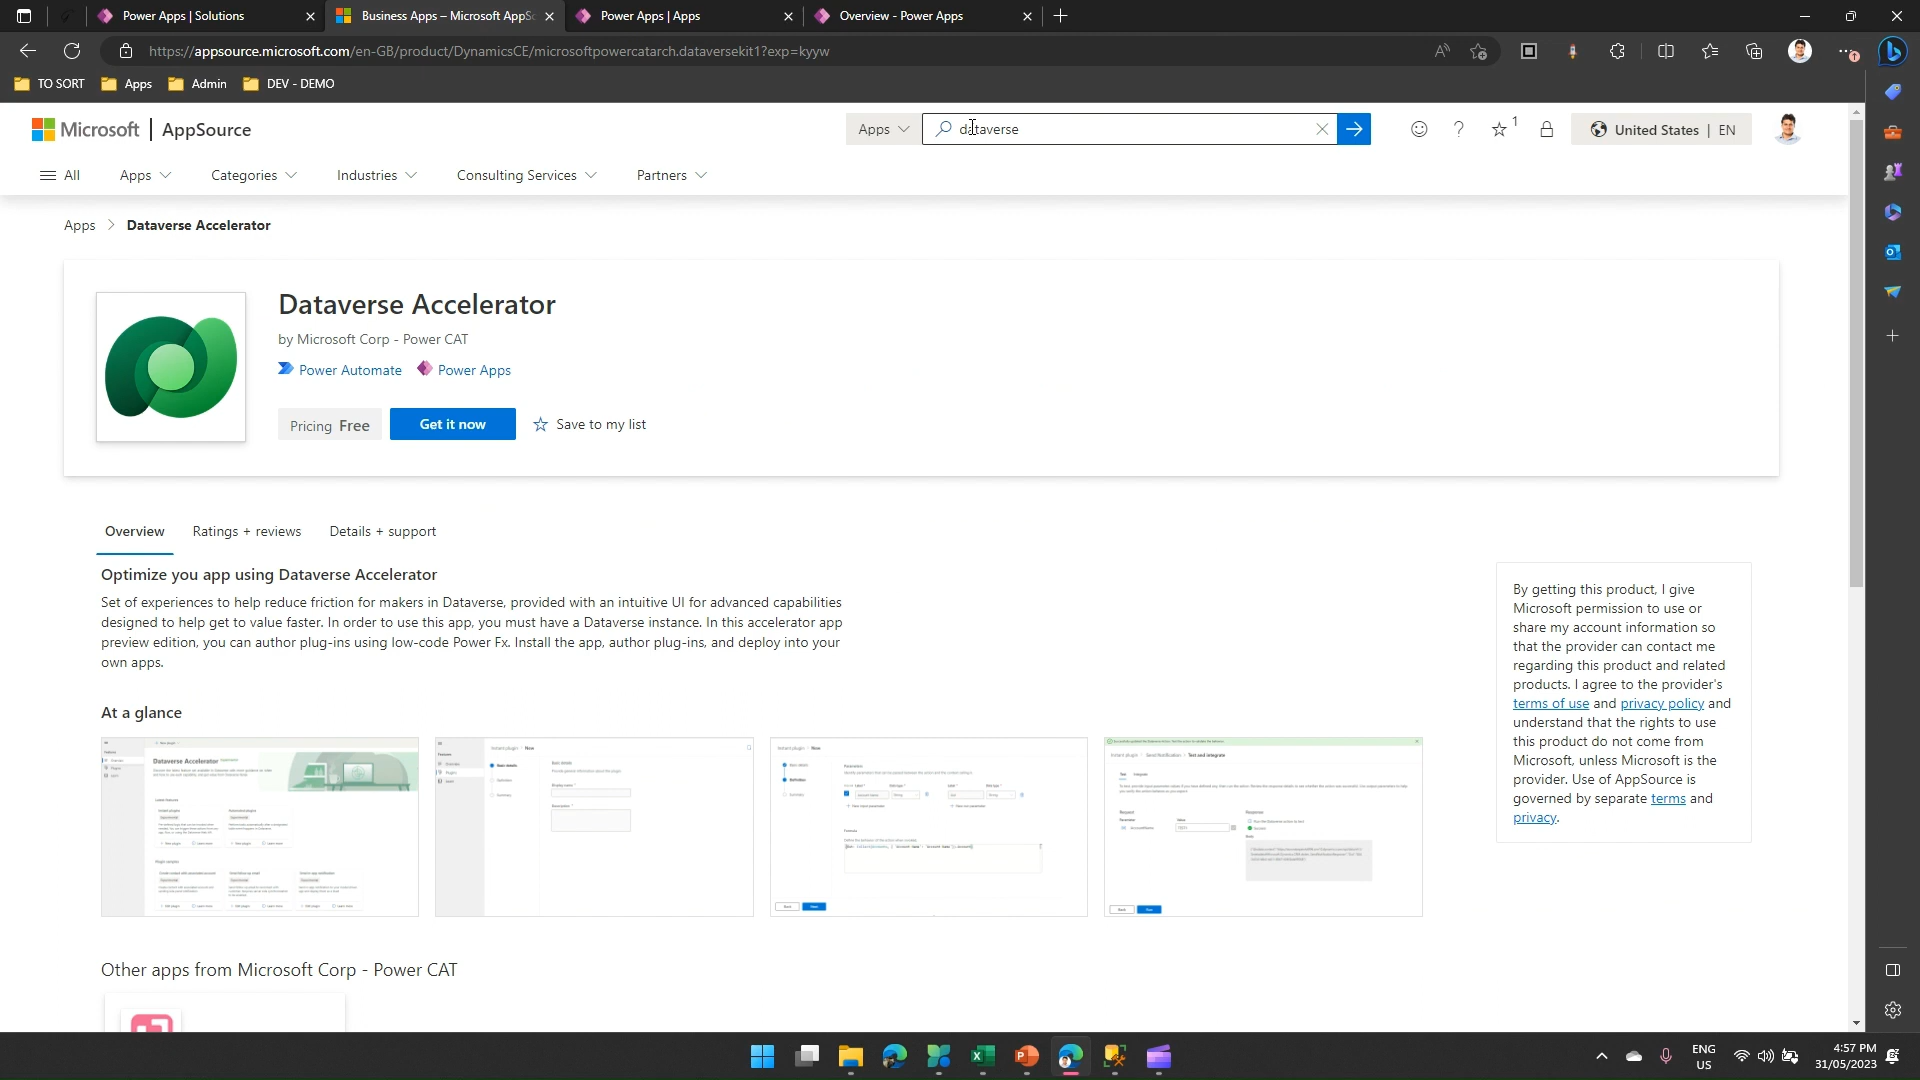 Power Apps | Solutions
Business Apps – Microsoft AppSo
Power Apps | Apps
Overview - Power Apps
https://appsource.microsoft.com/en-GB/product/DynamicsCE/microsoftpowercatarch.dataversekit1?exp=kyyw
TO SORT
Apps
Admin
DEV - DEMO
Microsoft | AppSource
Apps
dataverse
1
United States | EN
All
Apps
Categories
Industries
Consulting Services
Partners
Apps > Dataverse Accelerator
Dataverse Accelerator
by Microsoft Corp - Power CAT
Power Automate
Power Apps
Pricing Free
Get it now
Save to my list
Overview
Ratings + reviews
Details + support
Optimize you app using Dataverse Accelerator
Set of experiences to help reduce friction for makers in Dataverse, provided with an intuitive UI for advanced capabilities
designed to help get to value faster. In order to use this app, you must have a Dataverse instance. In this accelerator app
preview edition, you can author plug-ins using low-code Power Fx. Install the app, author plug-ins, and deploy into your
own apps.
By getting this product, I give
Microsoft permission to use or
share my account information so
that the provider can contact me
regarding this product and related
products. I agree to the provider's
terms of use and privacy policy and
understand that the rights to use
this product do not come from
Microsoft, unless Microsoft is the
provider. Use of AppSource is
governed by separate terms and
privacy.
At a glance
Dataverse Accelerator
Other apps from Microsoft Corp - Power CAT
ENG
US
4:57 PM
31/05/2023